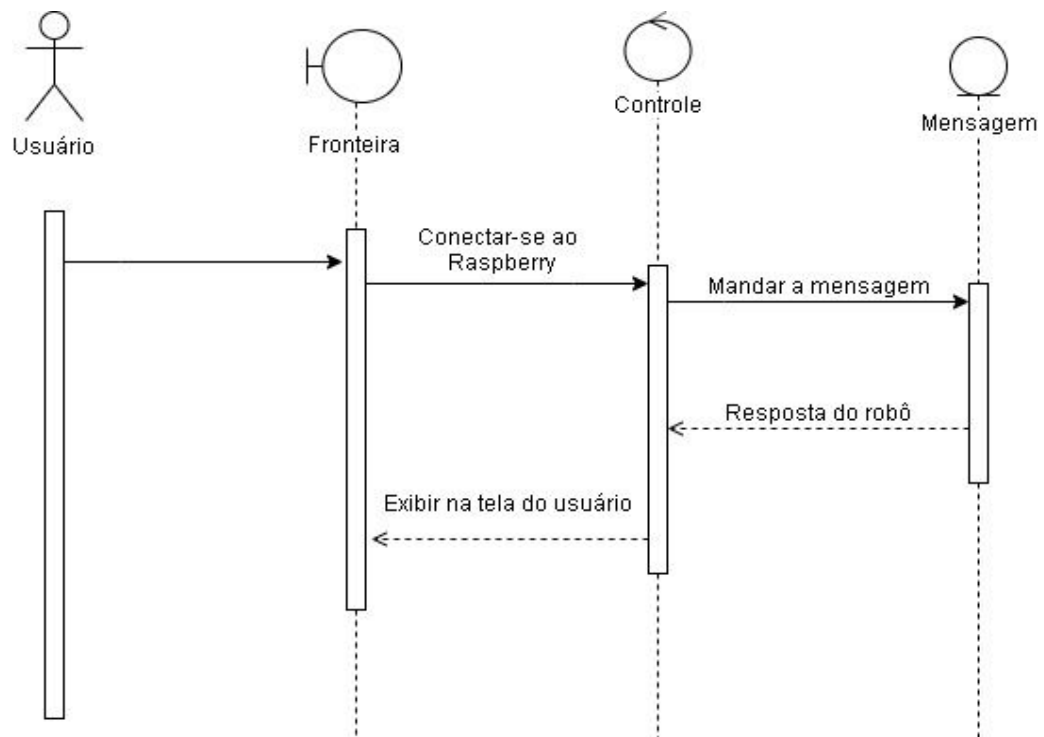 Usuário
Fronteira
Controle
Mensagem
Conectar-se ao
Raspberry
Mandar a mensagem
Resposta do robô
Exibir na tela do usuário